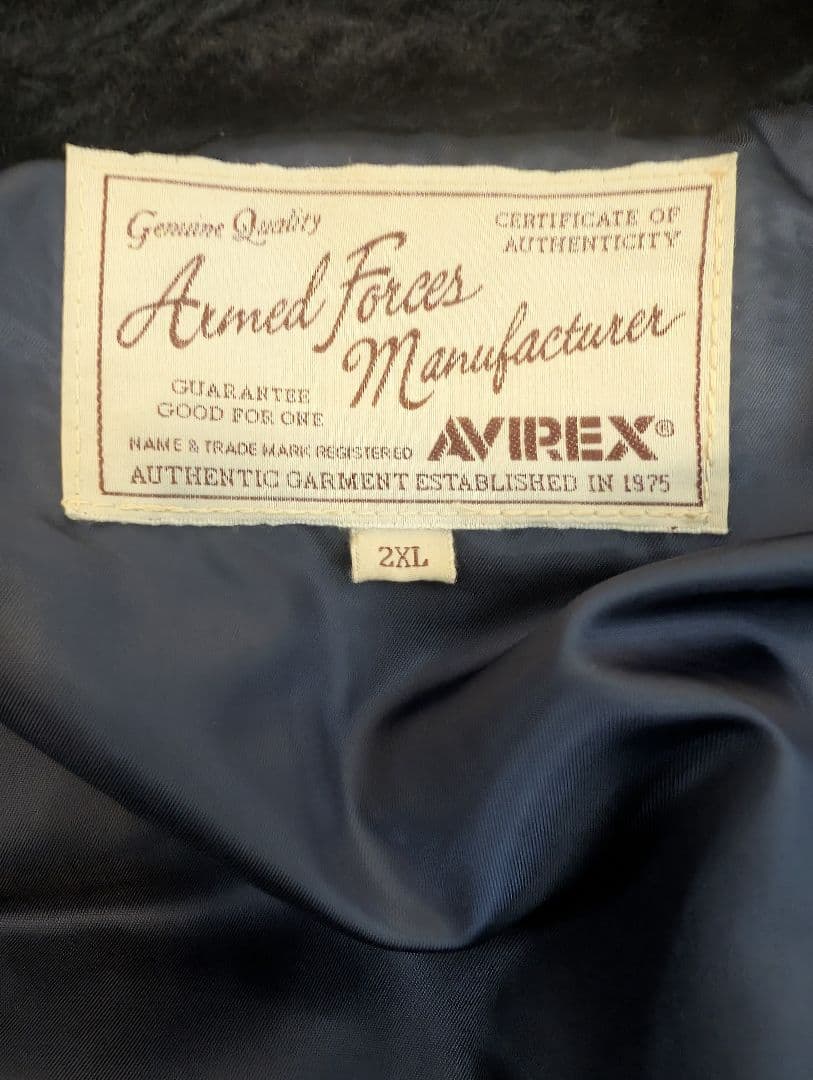 Genuine Quality
CERTIFICATE OF
AUTHENTICITY
Armed Forces
Manufacturer
GUARANTEE
GOOD FOR ONE
NAME & TRADE MARK REGISTERED
AVIREX®
AUTHENTIC GARMENT ESTABLISHED IN 1975
2XL